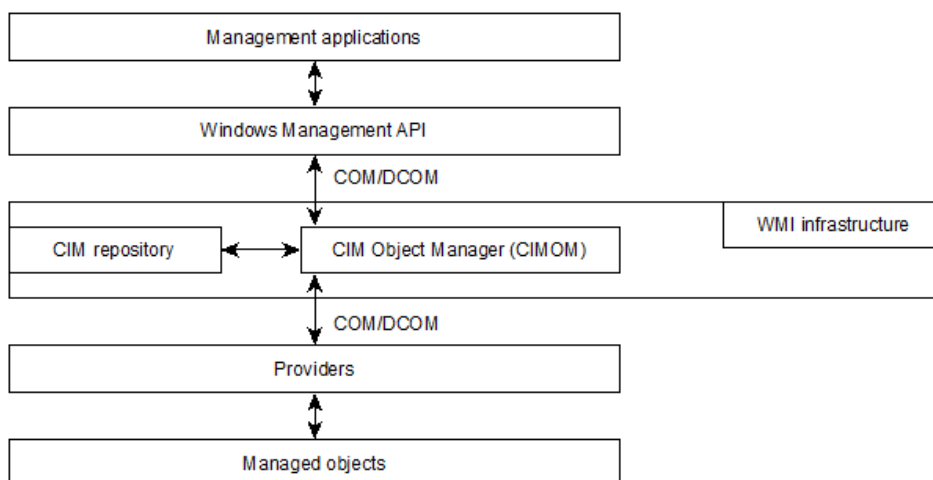 Management applications
Windows Management API
COM/DCOM
WMI infrastructure
CIM repository
CIM Object Manager (CIMOM)
COM/DCOM
Providers
Managed objects